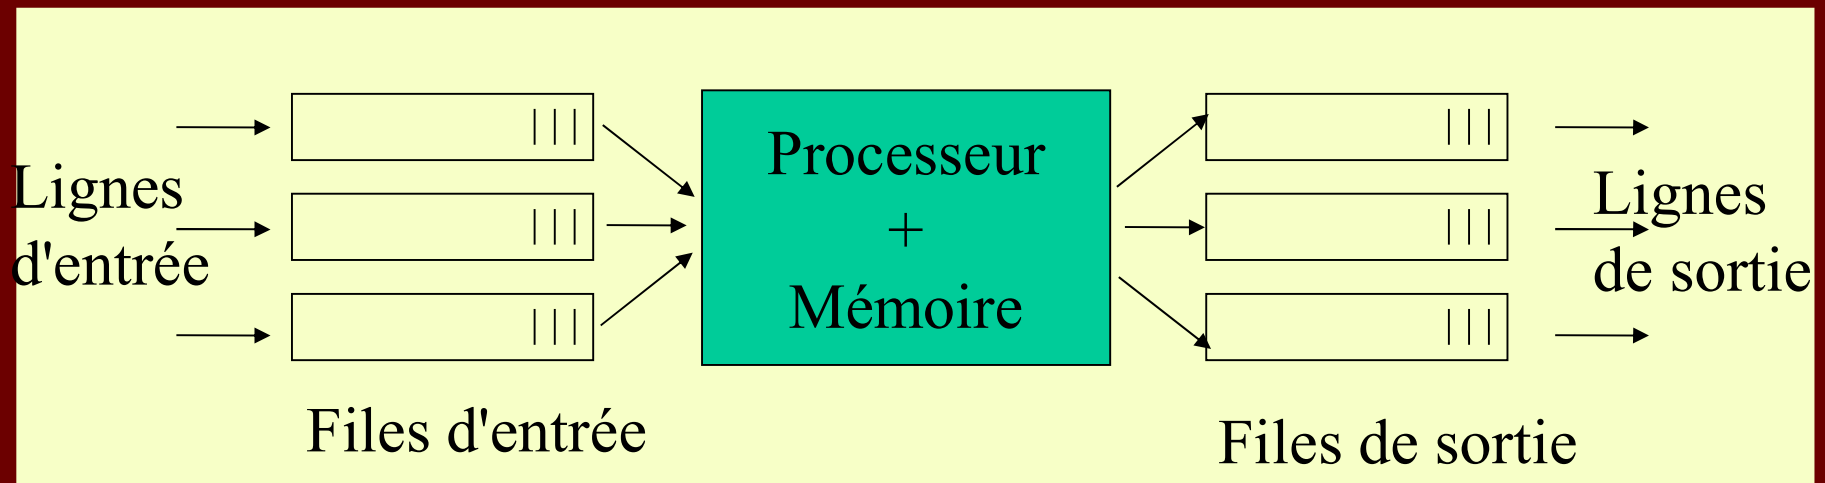 Lignes
d'entrée
Files d'entrée
Processeur
+
Mémoire
Lignes
de sortie
Files de sortie